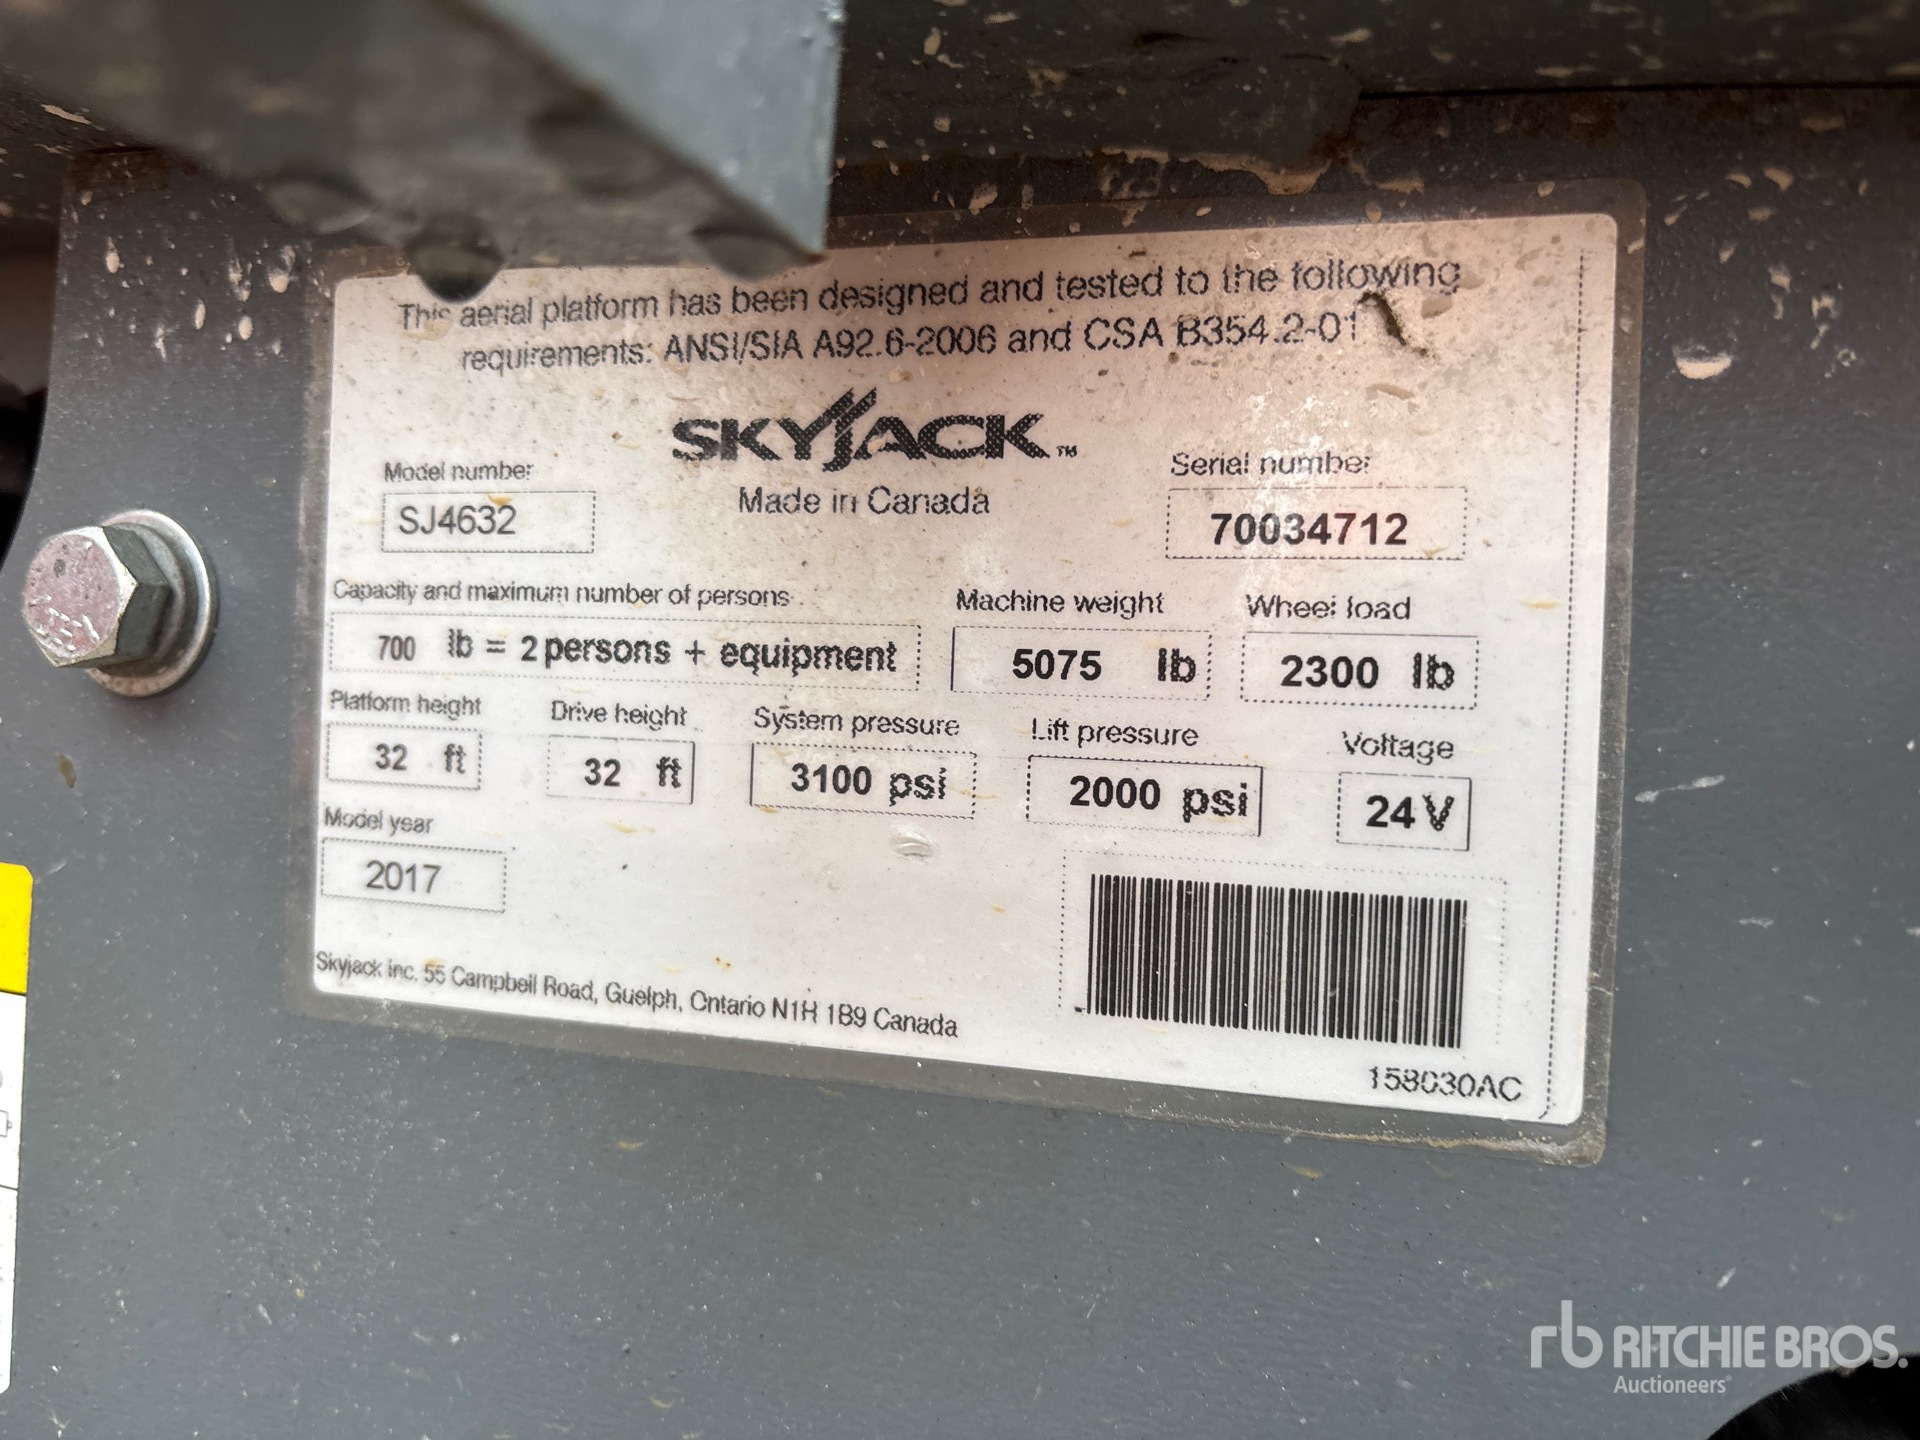 This aerial platform has been designed and tested to the following
requirements: ANSI/SIA A92.6-2006 and CSA B354.2-01
SKYJACK™
Made in Canada
Model number
SJ4632
Serial number
70034712
Capacity and maximum number of persons
700 lb = 2 persons + equipment
Machine weight
5075 lb
Wheel load
2300 lb
Platform height
32 ft
Drive height
32 ft
System pressure
3100 psi
Lift pressure
2000 psi
Voltage
24 V
Model year
2017
Skyjack Inc. 55 Campbell Road, Guelph, Ontario N1H 1B9 Canada
158030AC
rb RITCHIE BROS.
Auctioneers